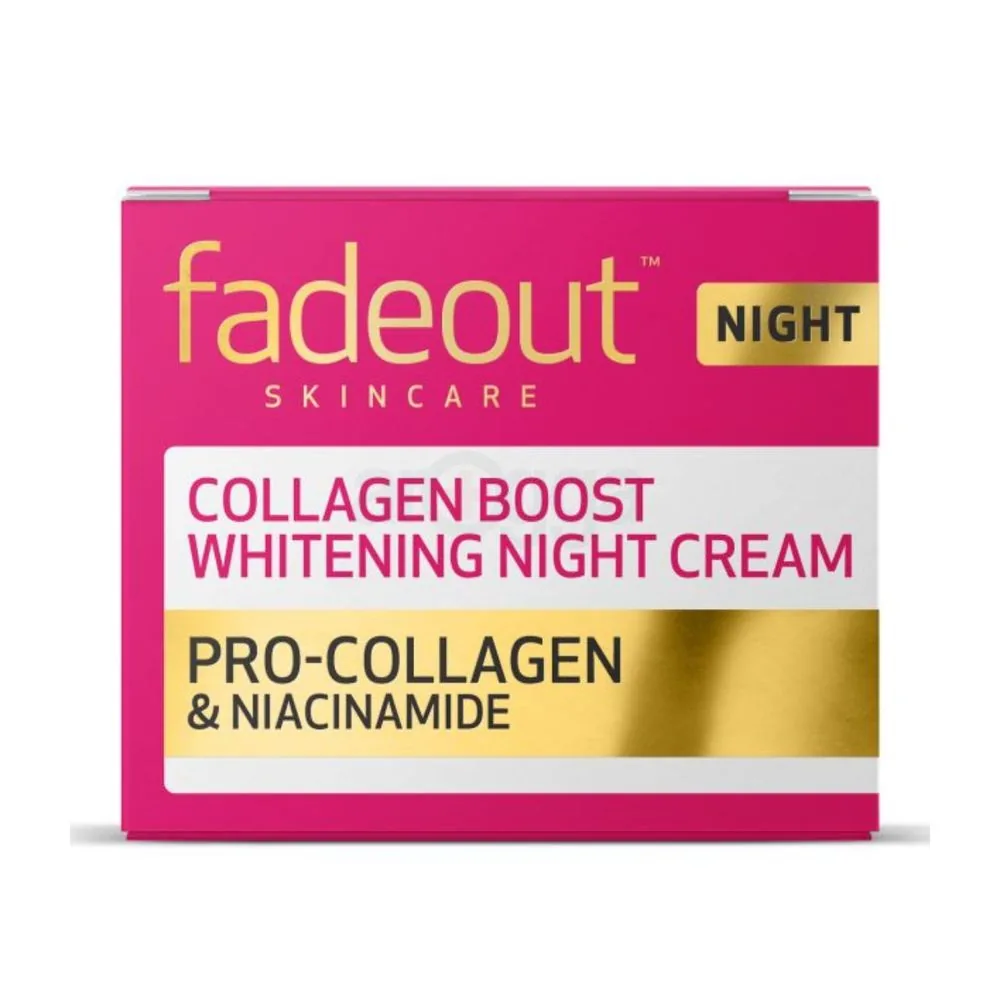 fadeout™
SKINCARE
NIGHT
COLLAGEN BOOST
WHITENING NIGHT CREAM
PRO-COLLAGEN
& NIACINAMIDE